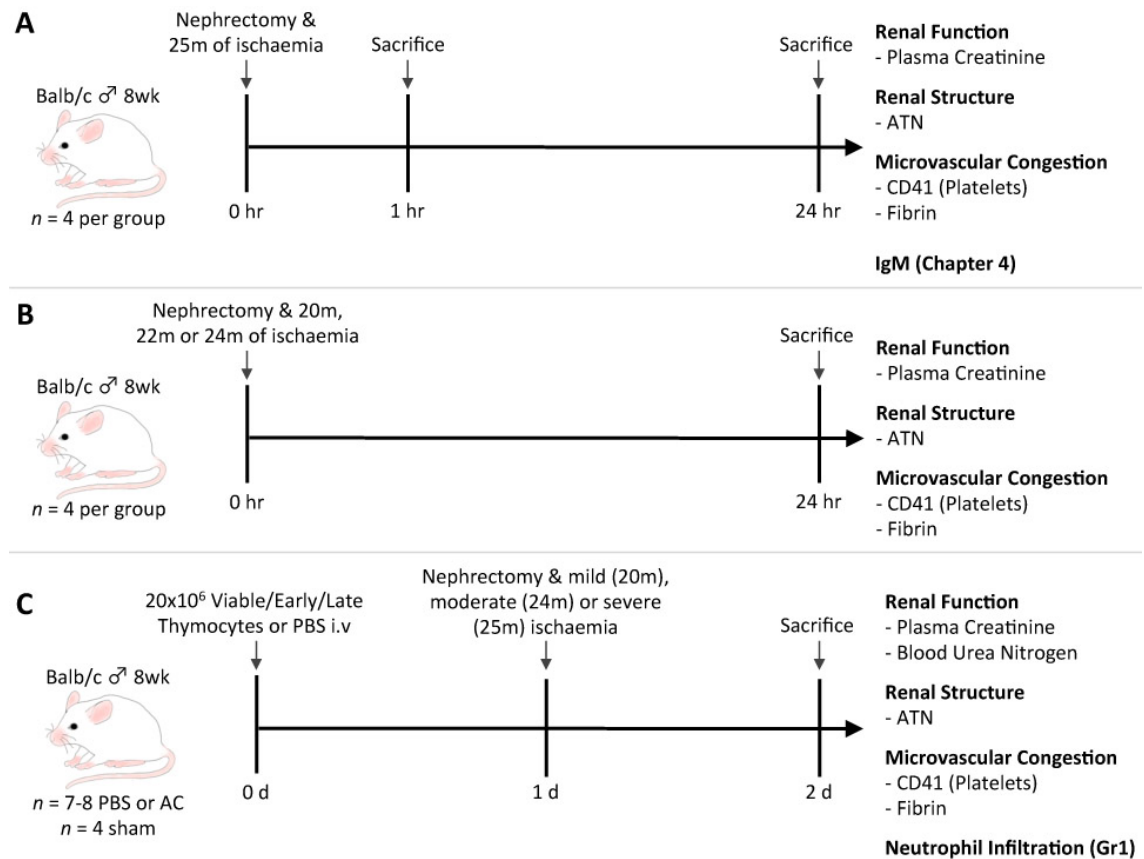 A
Nephrectomy &
25m of ischaemia
Sacrifice
Sacrifice
Balb/c ♂ 8wk
n = 4 per group
0 hr
1 hr
24 hr
Renal Function
- Plasma Creatinine
Renal Structure
- ATN
Microvascular Congestion
- CD41 (Platelets)
- Fibrin
IgM (Chapter 4)
B
Nephrectomy & 20m,
22m or 24m of ischaemia
Sacrifice
Balb/c ♂ 8wk
n = 4 per group
0 hr
24 hr
Renal Function
- Plasma Creatinine
Renal Structure
- ATN
Microvascular Congestion
- CD41 (Platelets)
- Fibrin
C
20x10⁶ Viable/Early/Late
Thymocytes or PBS i.v
Nephrectomy & mild (20m),
moderate (24m) or severe
(25m) ischaemia
Sacrifice
Balb/c ♂ 8wk
n = 7-8 PBS or AC
n = 4 sham
0 d
1 d
2 d
Renal Function
- Plasma Creatinine
- Blood Urea Nitrogen
Renal Structure
- ATN
Microvascular Congestion
- CD41 (Platelets)
- Fibrin
Neutrophil Infiltration (Gr1)